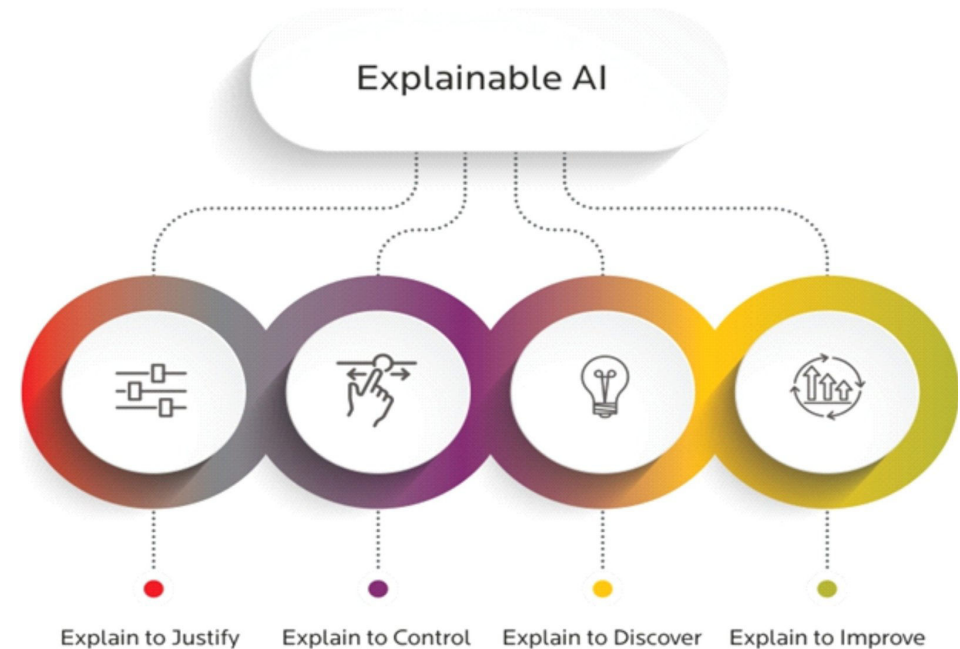 Explainable AI
Explain to Justify
Explain to Control
Explain to Discover
Explain to Improve